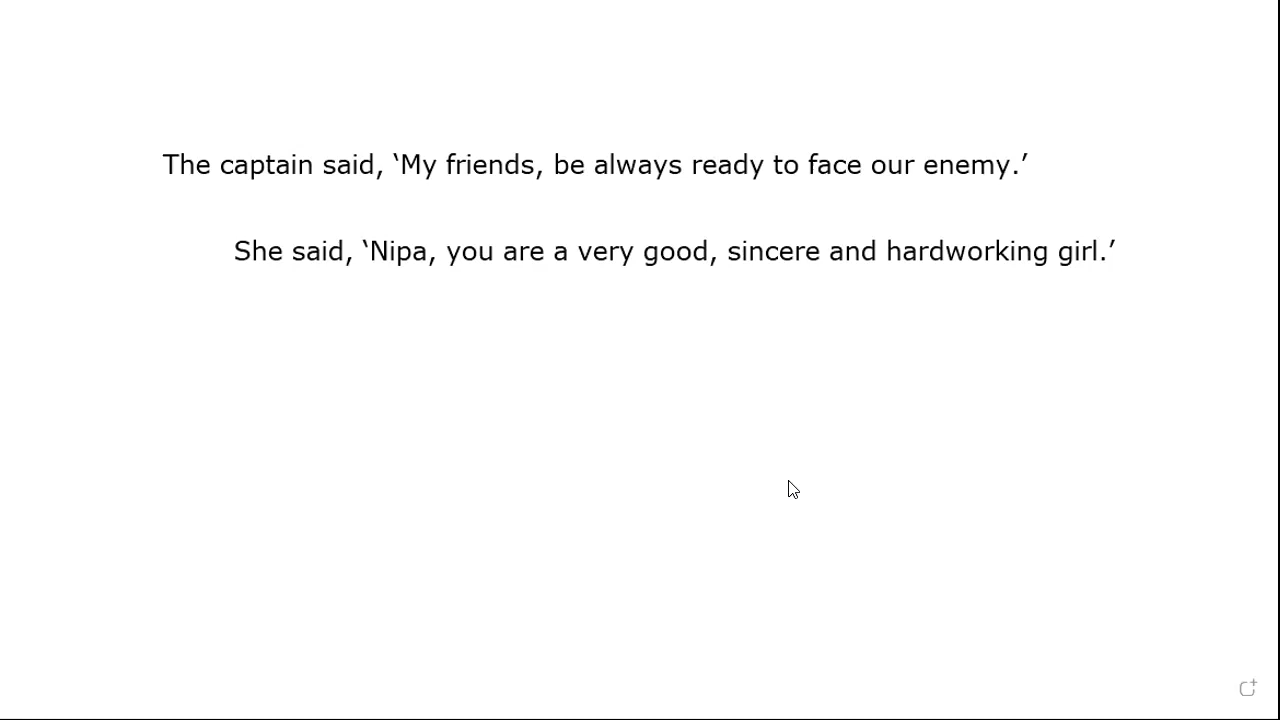 The captain said, ‘My friends, be always ready to face our enemy.’
She said, ‘Nipa, you are a very good, sincere and hardworking girl.’